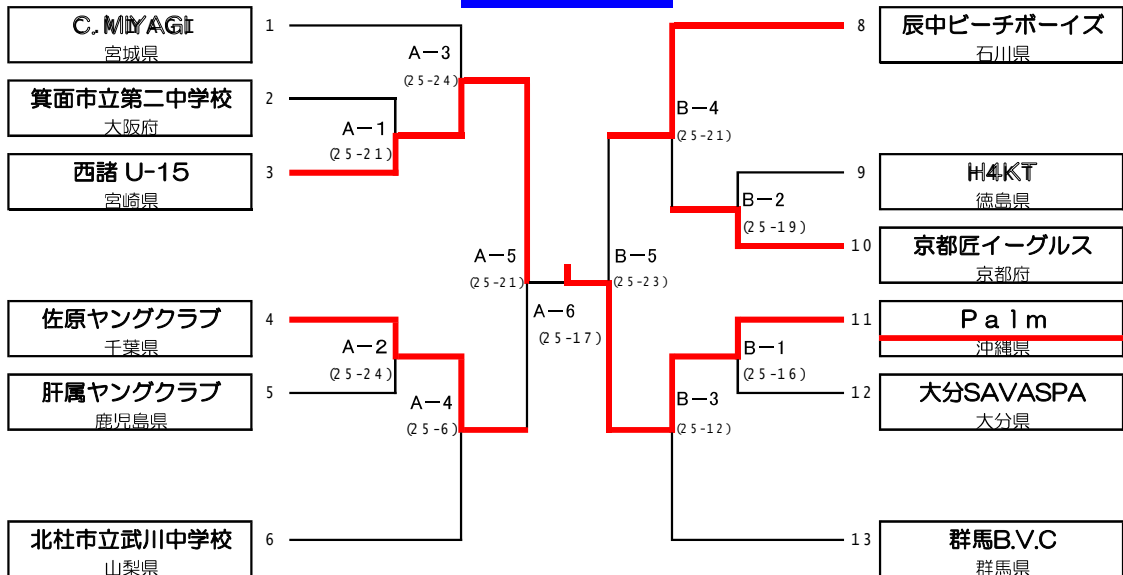 C. MIYAGI
宮城県
1
箕面市立第二中学校
大阪府
2
西諸 U-15
宮崎県
3
佐原ヤングクラブ
千葉県
4
肝属ヤングクラブ
鹿児島県
5
北杜市立武川中学校
山梨県
6
A-3
(25-24)
A-1
(25-21)
A-5
(25-21)
A-2
(25-24)
A-4
(25-6)
A-6
(25-17)
B-4
(25-21)
B-2
(25-19)
B-5
(25-23)
B-1
(25-16)
B-3
(25-12)
8
辰中ビーチボーイズ
石川県
9
H4KT
徳島県
10
京都匠イーグルス
京都府
11
Palm
沖縄県
12
大分SAVASPA
大分県
13
群馬B.V.C
群馬県